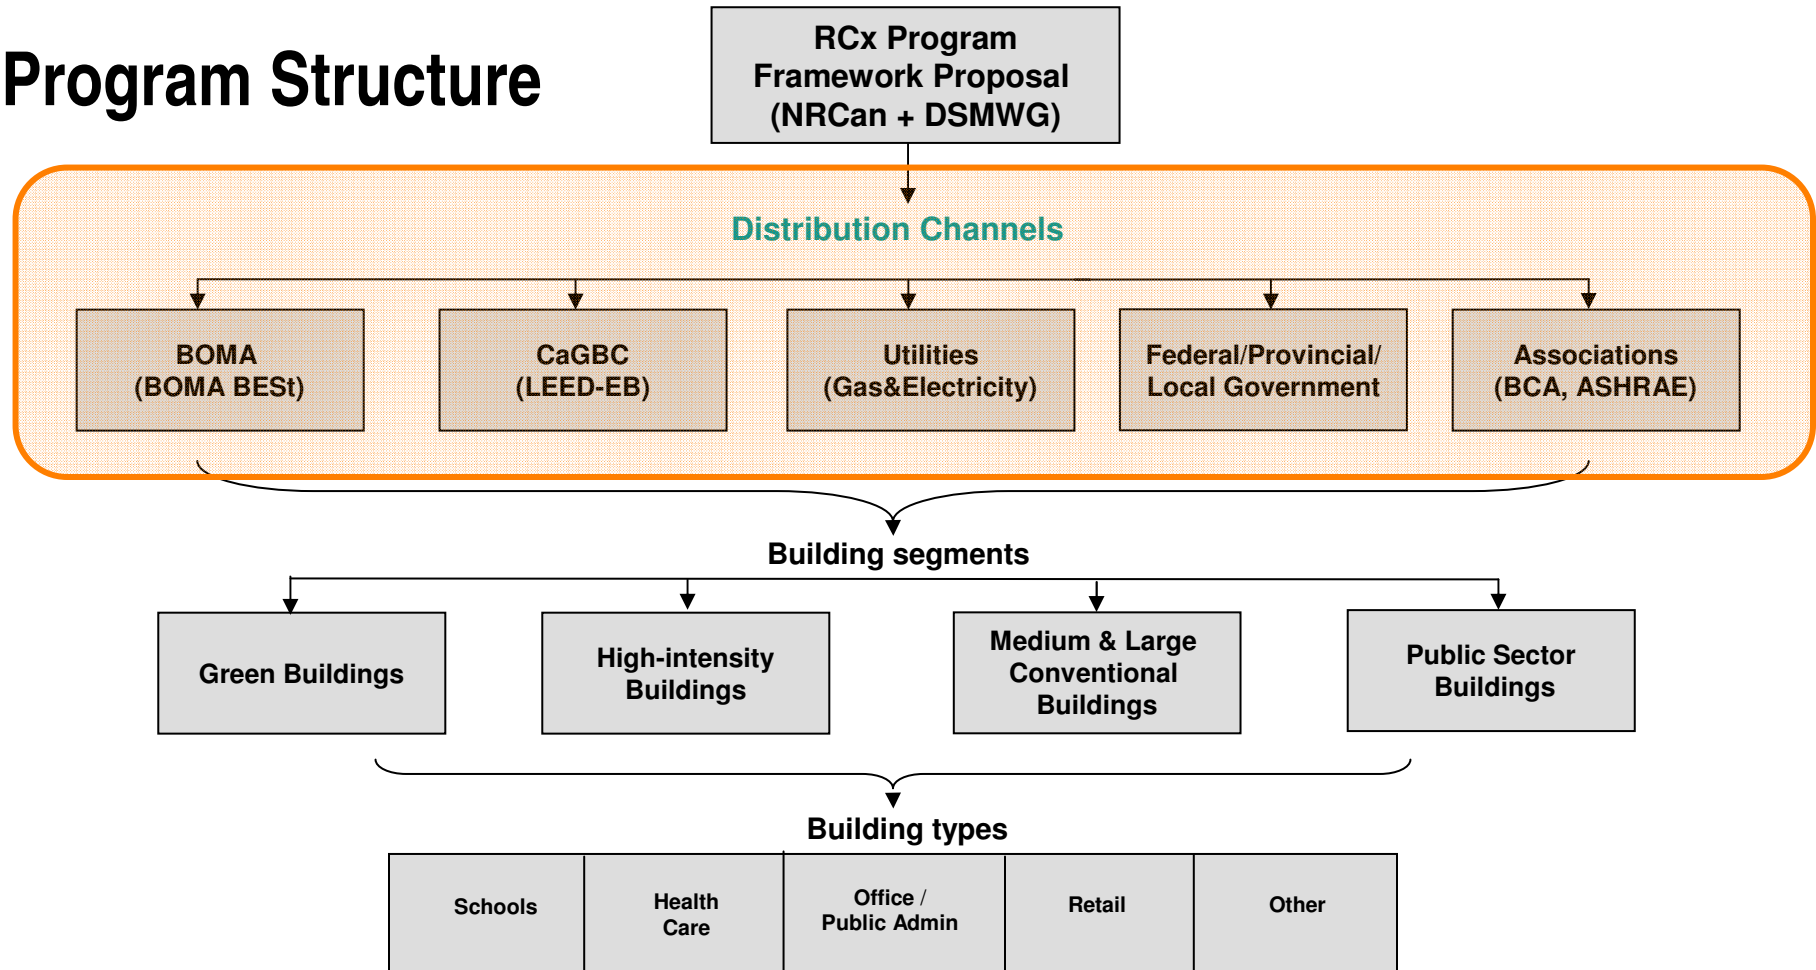 Program Structure
RCx Program
Framework Proposal
(NRCan + DSMWG)
Distribution Channels
BOMA
(BOMA BESt)
CaGBC
(LEED-EB)
Utilities
(Gas&Electricity)
Federal/Provincial/
Local Government
Associations
(BCA, ASHRAE)
Building segments
Green Buildings
High-intensity
Buildings
Medium & Large
Conventional
Buildings
Public Sector
Buildings
Building types
Schools
Health
Care
Office /
Public Admin
Retail
Other